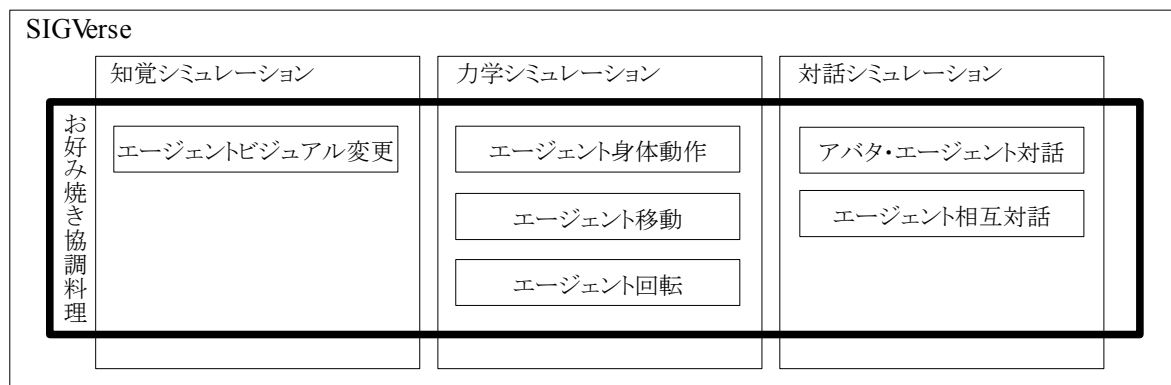 SIGVerse
知覚シミュレーション
力学シミュレーション
対話シミュレーション
お好み焼き協調料理
エージェントビジュアル変更
エージェント身体動作
エージェント移動
エージェント回転
アバタ・エージェント対話
エージェント相互対話